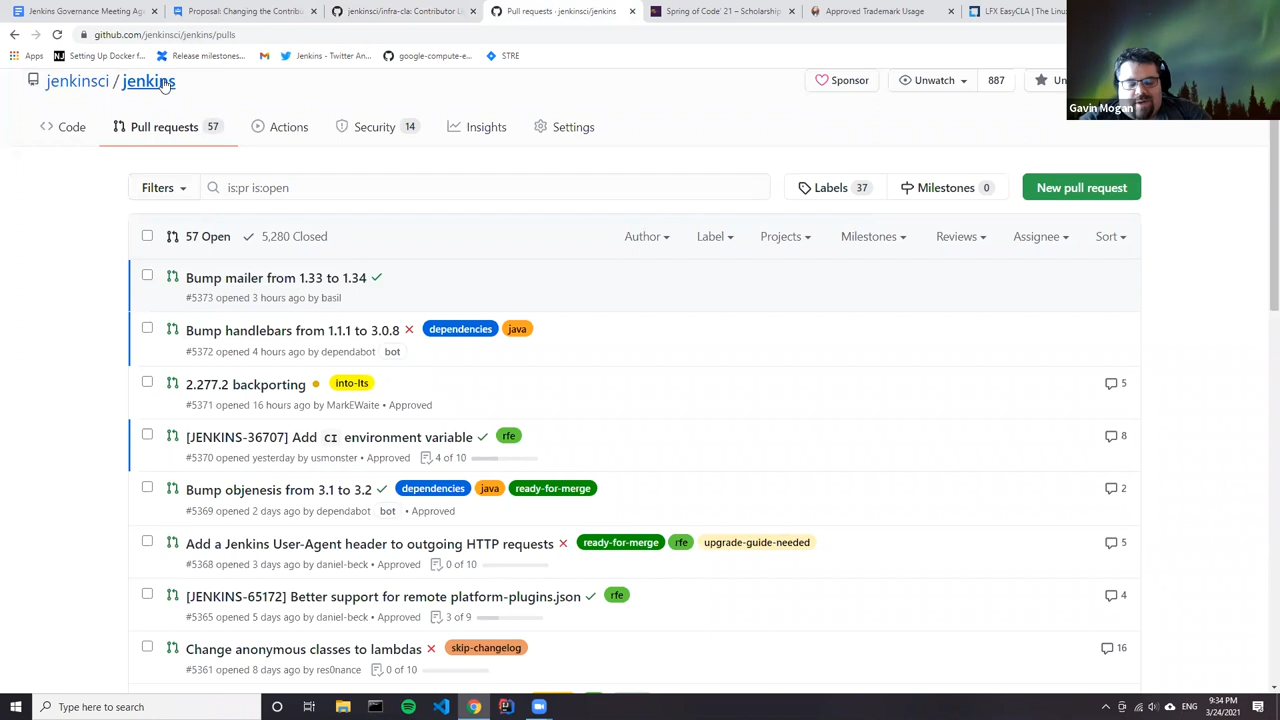 Jenkins Governance Meeting Age
Proposal: Changing the Contribu
jenkinsci/infra-cla: Contributor L
Pull requests · jenkinsci/jenkins
Spring of Code' 21 – Scholarship
Approved Trademark Usage
LFX EasyCLA | The Linu
github.com/jenkinsci/jenkins/pulls
Apps
Setting Up Docker f...
Release milestones...
Jenkins - Twitter An...
google-compute-e...
STRE
jenkinsci / jenkins
Sponsor
Unwatch
887
Un
Gavin Mogan
Code
Pull requests 57
Actions
Security 14
Insights
Settings
Filters
is:pr is:open
Labels 37
Milestones 0
New pull request
57 Open
5,280 Closed
Author
Label
Projects
Milestones
Reviews
Assignee
Sort
Bump mailer from 1.33 to 1.34
#5373 opened 3 hours ago by basil
Bump handlebars from 1.1.1 to 3.0.8 dependencies java
#5372 opened 4 hours ago by dependabot bot
2.277.2 backporting into-lts 5
#5371 opened 16 hours ago by MarkEWaite • Approved
[JENKINS-36707] Add CI environment variable rfe 8
#5370 opened yesterday by usmonster • Approved 4 of 10
Bump objenesis from 3.1 to 3.2 dependencies java ready-for-merge 2
#5369 opened 2 days ago by dependabot bot • Approved
Add a Jenkins User-Agent header to outgoing HTTP requests ready-for-merge rfe upgrade-guide-needed 5
#5368 opened 3 days ago by daniel-beck • Approved 0 of 10
[JENKINS-65172] Better support for remote platform-plugins.json rfe 4
#5365 opened 5 days ago by daniel-beck • Approved 3 of 9
Change anonymous classes to lambdas skip-changelog 16
#5361 opened 8 days ago by res0nance 0 of 10
Type here to search
ENG
9:34 PM
3/24/2021